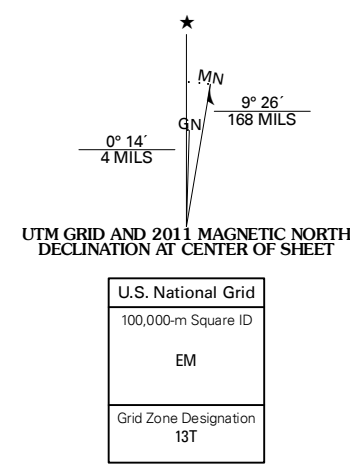 ★
MN
9° 26´
168 MILS
GN
0° 14´
4 MILS
UTM GRID AND 2011 MAGNETIC NORTH
DECLINATION AT CENTER OF SHEET
U.S. National Grid
100,000-m Square ID
EM
Grid Zone Designation
13T